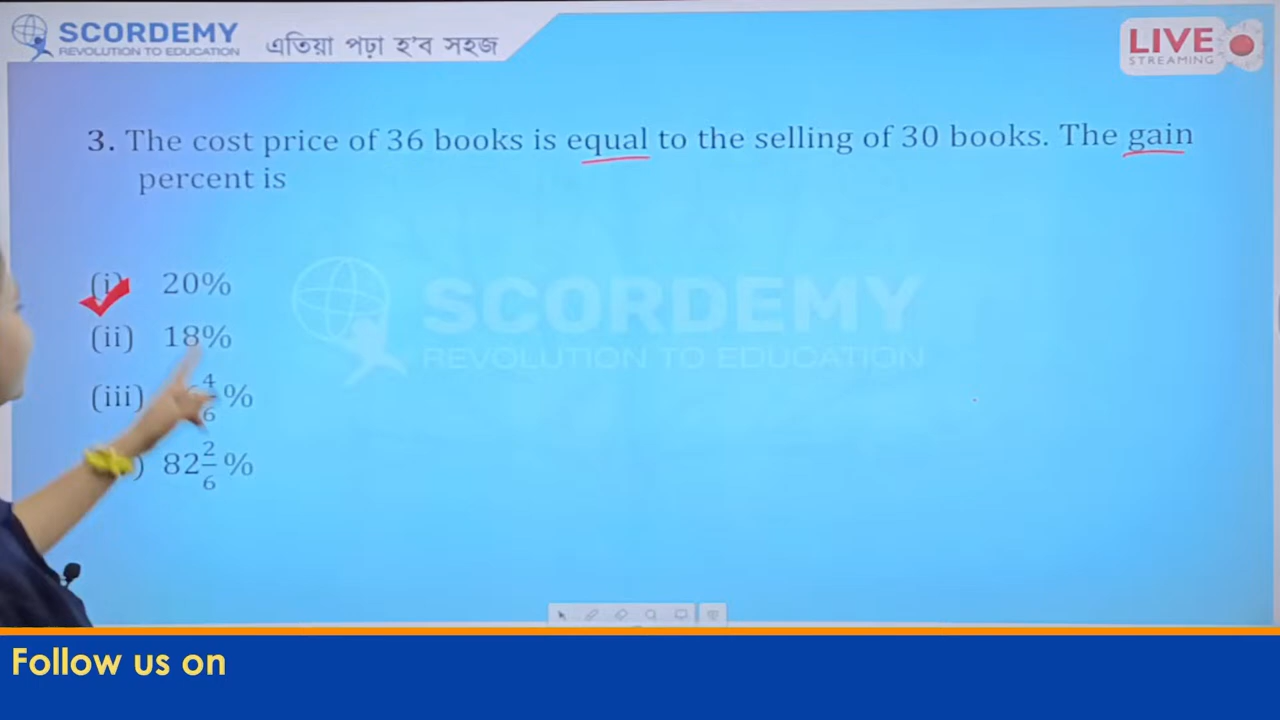 SCORDEMY
REVOLUTION TO EDUCATION
এতিয়া পঢ়া হ'ব সহজ
LIVE
STREAMING
3. The cost price of 36 books is equal to the selling of 30 books. The gain
percent is
(i) 20%
(ii) 18%
(iii) 4/6%
) 82 2/6%
SCORDEMY
REVOLUTION TO EDUCATION
Follow us on